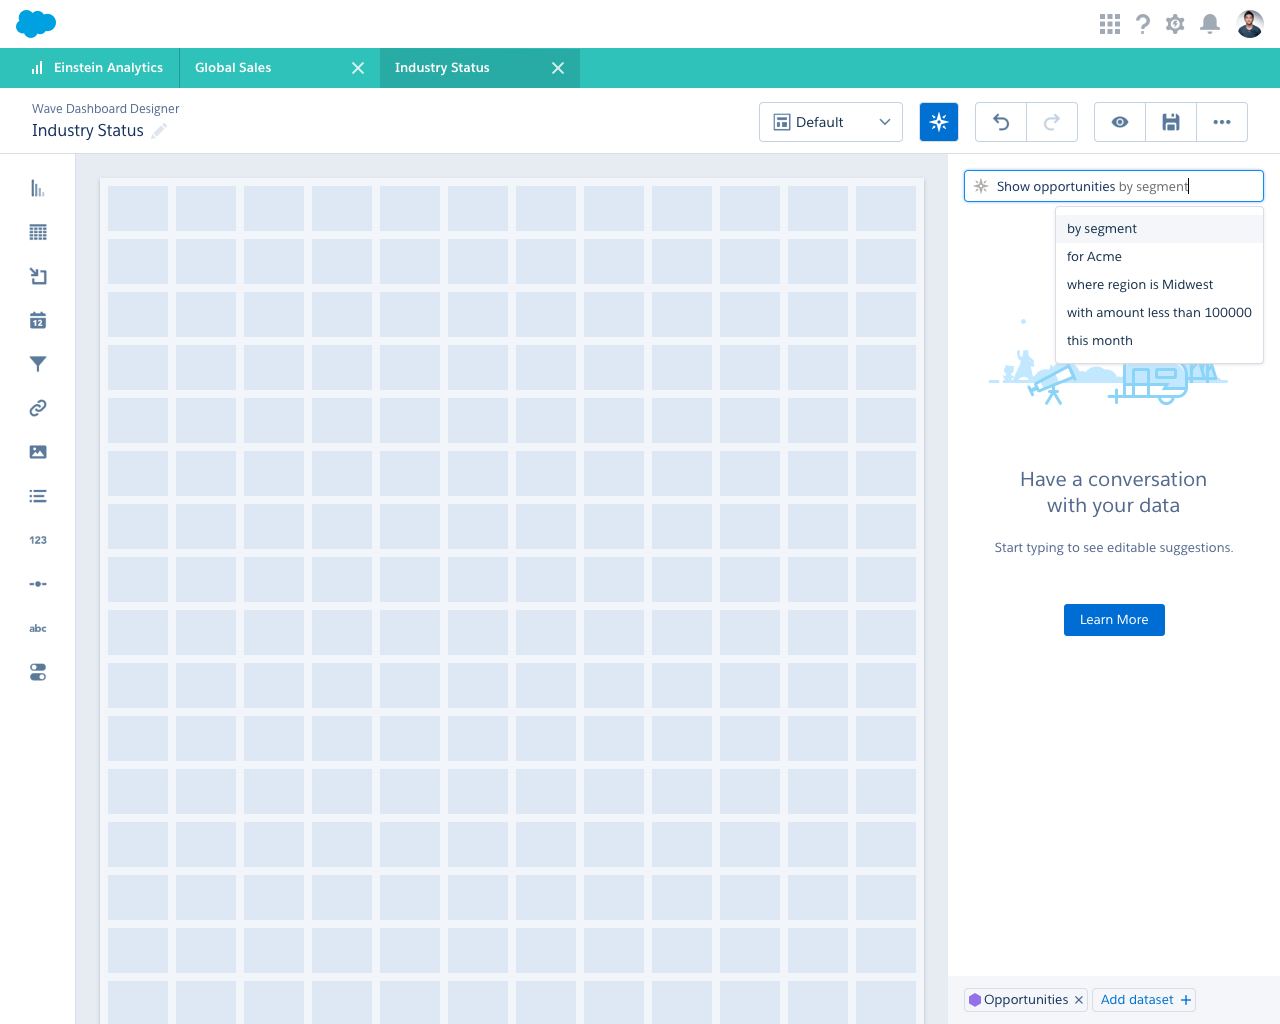 Einstein Analytics
Global Sales
Industry Status
Wave Dashboard Designer
Industry Status
Default
Show opportunities by segment
by segment
for Acme
where region is Midwest
with amount less than 100000
this month
12
123
abc
Have a conversation
with your data
Start typing to see editable suggestions.
Learn More
Opportunities
Add dataset